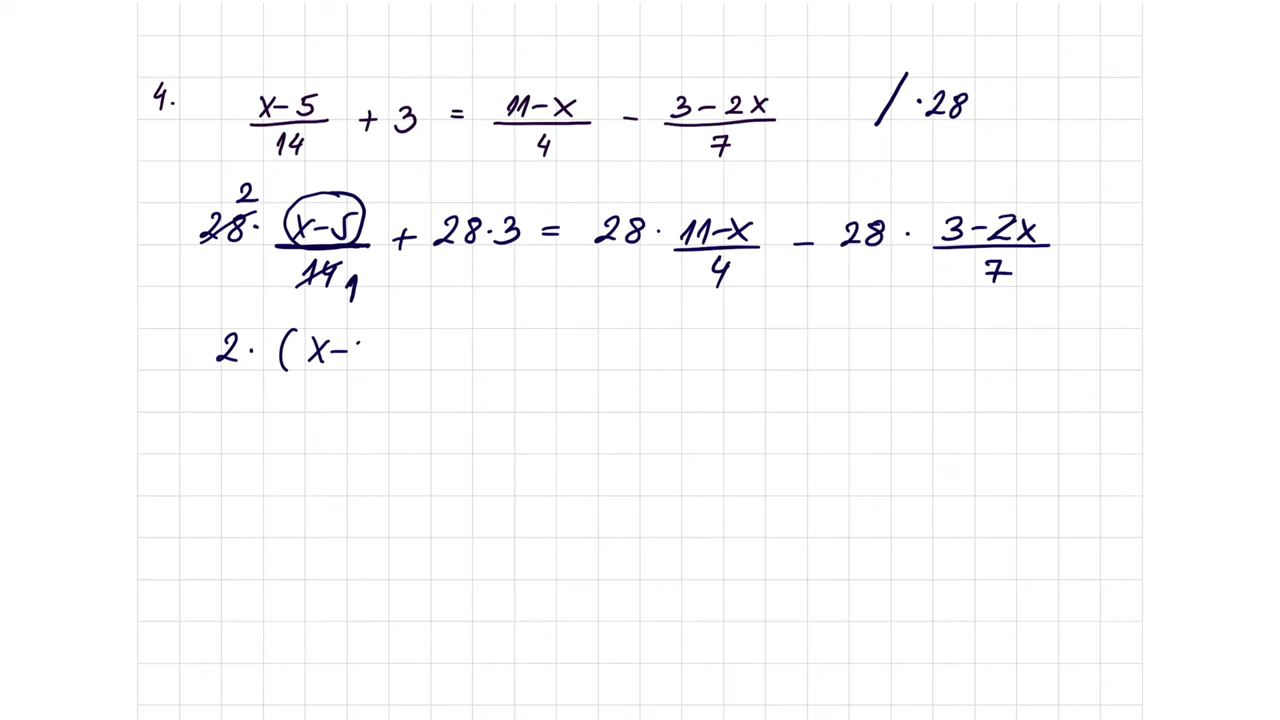 4. (x-5)/14 + 3 = (11-x)/4 - (3-2x)/7 / ·28
2
28 · (x-5)/14 1 + 28·3 = 28 · (11-x)/4 - 28 · (3-2x)/7
2 · ( x-